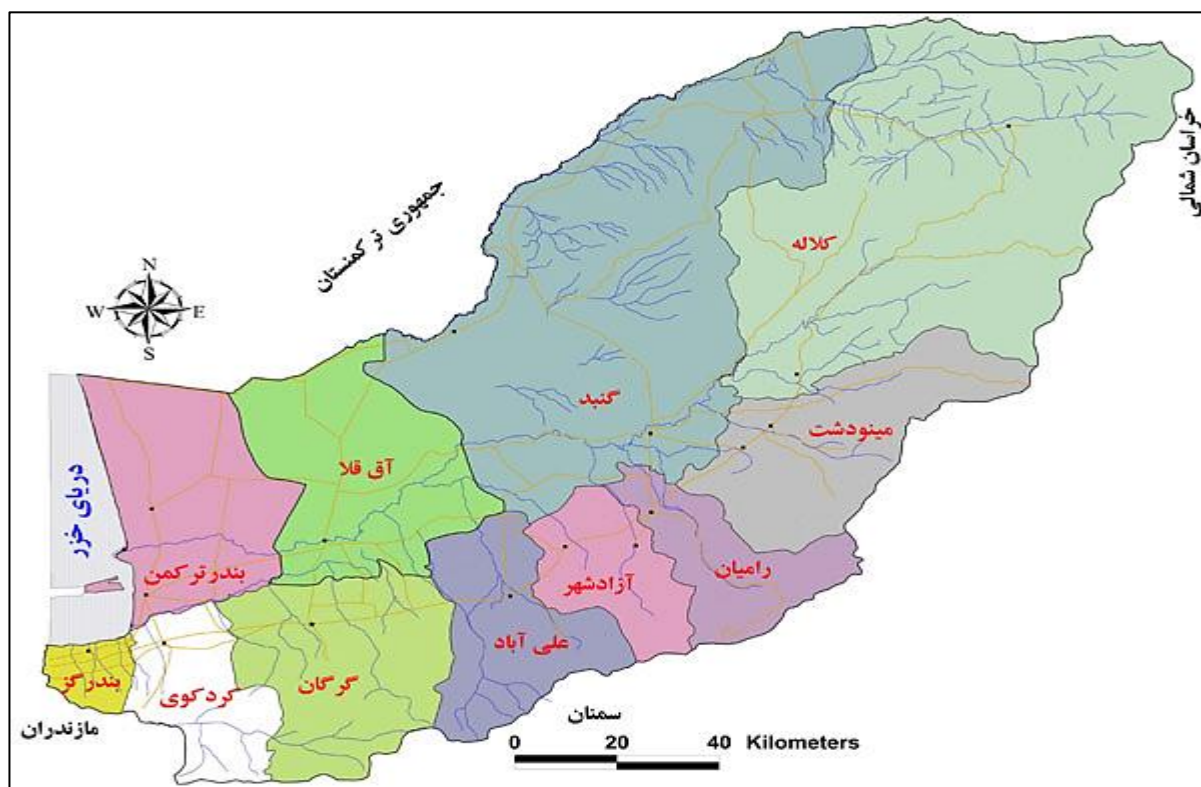 خراسان شمالی
جمهوری ترکمنستان
کلاله
N
W E
S
گنبد
مینودشت
آق قلا
دریای خزر
بندرترکمن
آزادشهر
رامیان
علی آباد
گرگان
کردکوی
بندرگز
مازندران
سمنان
0 20 40 Kilometers